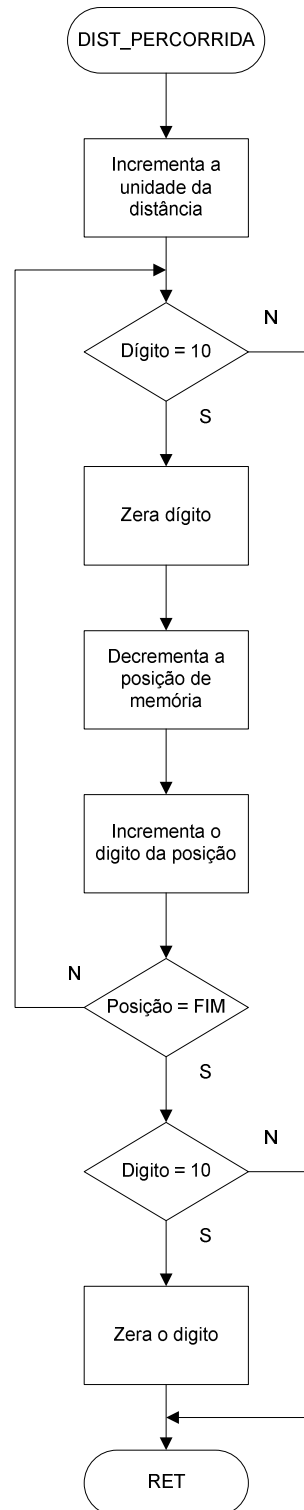 DIST_PERCORRIDA
Incrementa a
unidade da
distância
N
Dígito = 10
S
Zera dígito
Decrementa a
posição de
memória
Incrementa o
digito da posição
N
Posição = FIM
S
N
Digito = 10
S
Zera o digito
RET